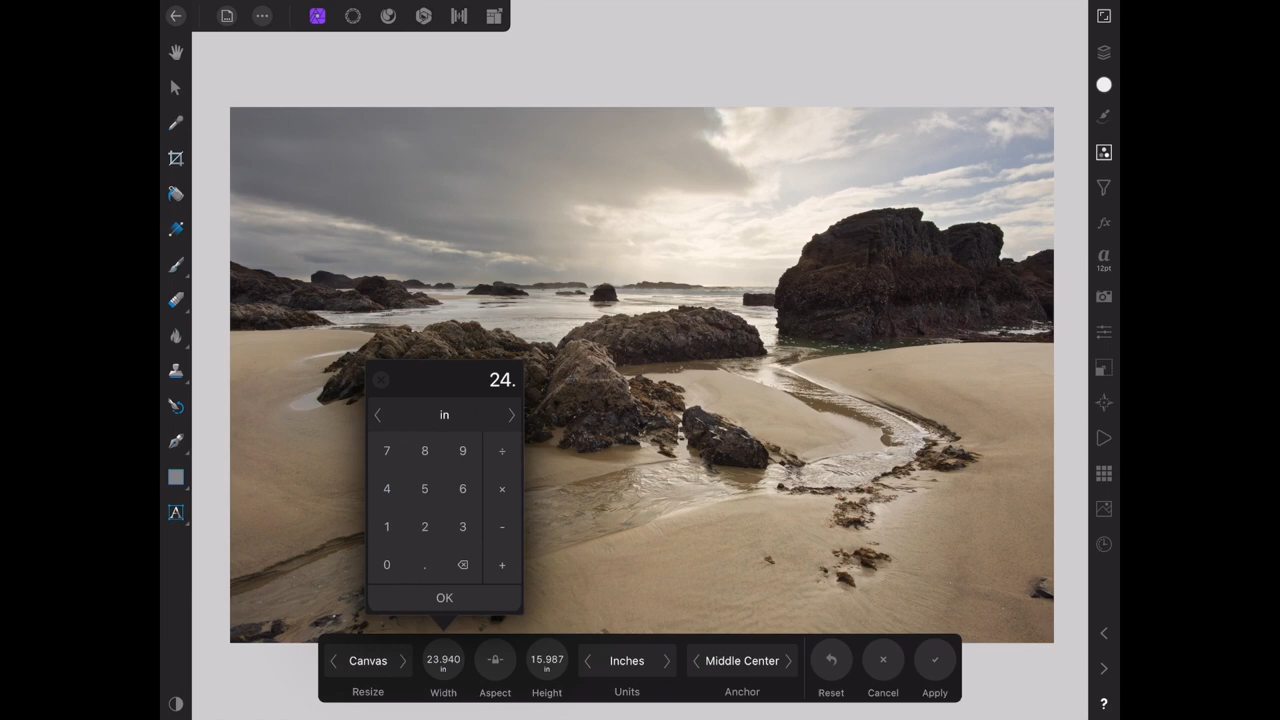 12pt
24.
in
7 8 9 ÷
4 5 6 ×
1 2 3 -
0 . +
OK
Canvas
Resize
23.940
in
Width
Aspect
15.987
in
Height
Inches
Units
Middle Center
Anchor
Reset
Cancel
Apply
a
fx
A
?